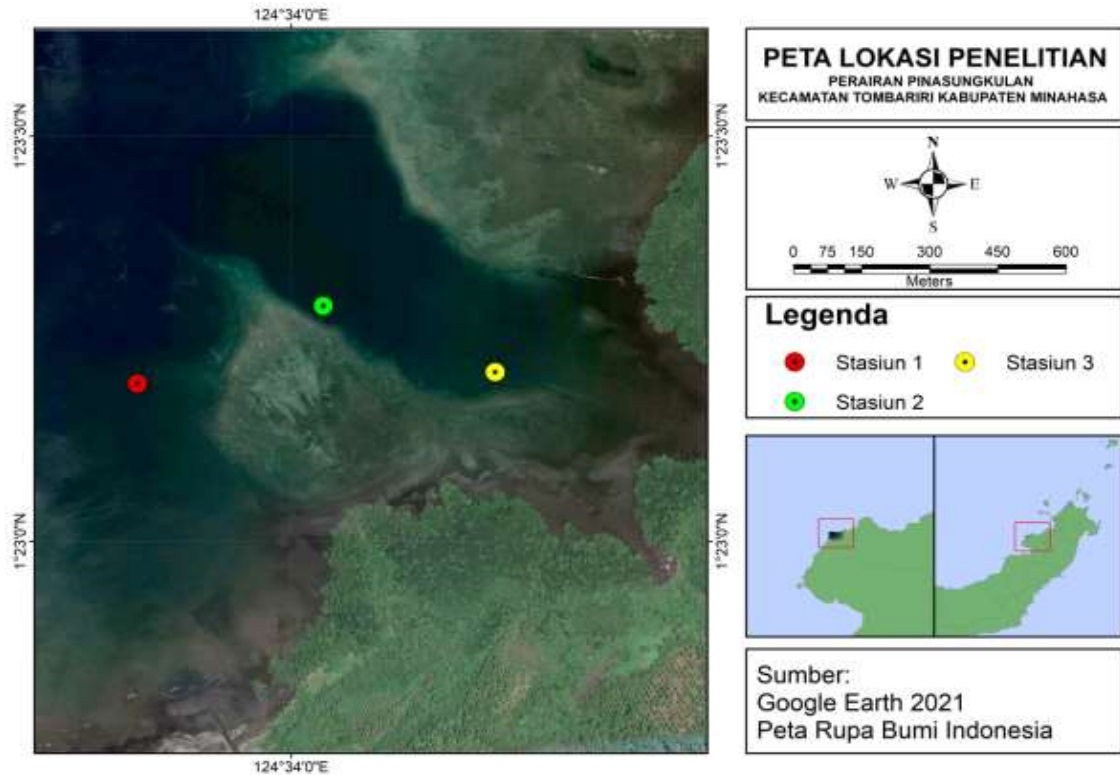 124°34'0"E
1°23'30"N
1°23'30"N
1°23'0"N
1°23'0"N
124°34'0"E
PETA LOKASI PENELITIAN
PERAIRAN PINASUNGKULAN
KECAMATAN TOMBARIRI KABUPATEN MINAHASA
N
W E
S
0 75 150 300 450 600
Meters
Legenda
Stasiun 1 Stasiun 3
Stasiun 2
Sumber:
Google Earth 2021
Peta Rupa Bumi Indonesia